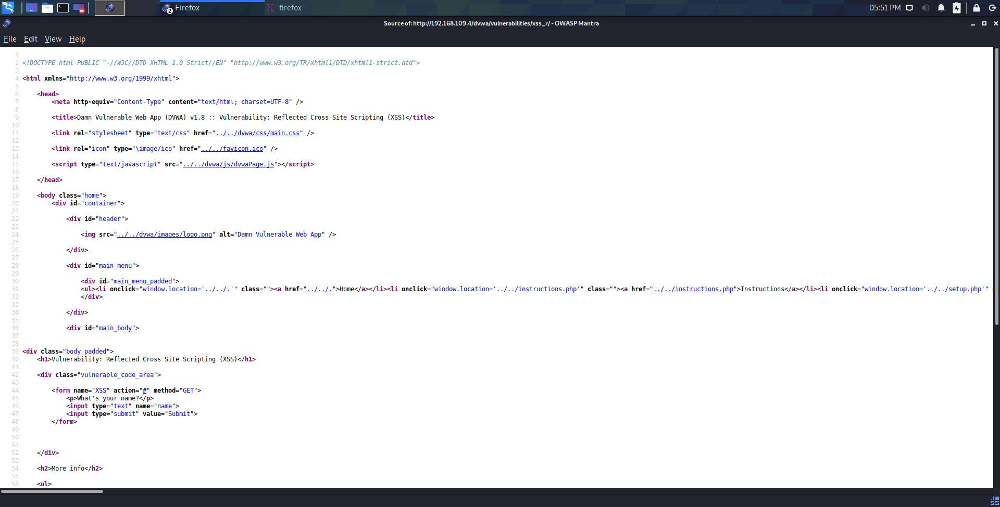 2 Firefox
firefox
05:51 PM
Source of: http://192.168.109.4/dvwa/vulnerabilities/xss_r/ - OWASP Mantra
File Edit View Help
1
2 <!DOCTYPE html PUBLIC "-//W3C//DTD XHTML 1.0 Strict//EN" "http://www.w3.org/TR/xhtml1/DTD/xhtml1-strict.dtd">
3
4 <html xmlns="http://www.w3.org/1999/xhtml">
5
6 <head>
7 <meta http-equiv="Content-Type" content="text/html; charset=UTF-8" />
8
9 <title>Damn Vulnerable Web App (DVWA) v1.8 :: Vulnerability: Reflected Cross Site Scripting (XSS)</title>
10
11 <link rel="stylesheet" type="text/css" href="../../dvwa/css/main.css" />
12
13 <link rel="icon" type="\image/ico" href="../../favicon.ico" />
14
15 <script type="text/javascript" src="../../dvwa/js/dvwaPage.js"></script>
16
17 </head>
18
19 <body class="home">
20 <div id="container">
21
22 <div id="header">
23
24 <img src="../../dvwa/images/logo.png" alt="Damn Vulnerable Web App" />
25
26 </div>
27
28 <div id="main_menu">
29
30 <div id="main_menu_padded">
31 <ul><li onclick="window.location='../../.'" class=""><a href="../../.">Home</a></li><li onclick="window.location='../../instructions.php'" class=""><a href="../../instructions.php">Instructions</a></li><li onclick="window.location='../../setup.php'"
32 </div>
33
34 </div>
35
36 <div id="main_body">
37
38
39 <div class="body_padded">
40 <h1>Vulnerability: Reflected Cross Site Scripting (XSS)</h1>
41
42 <div class="vulnerable_code_area">
43
44 <form name="XSS" action="#" method="GET">
45 <p>What's your name?</p>
46 <input type="text" name="name">
47 <input type="submit" value="Submit">
48 </form>
49
50
51
52 </div>
53
54 <h2>More info</h2>
55
56 <ul>